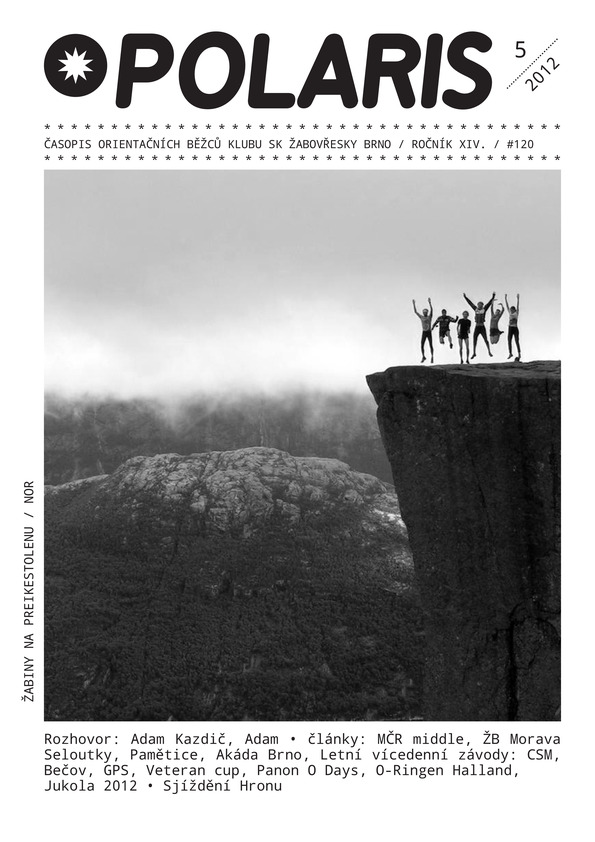 POLARIS
5
2012
* * * * * * * * * * * * * * * * * * * * * * * * * * * * * * * * * * * * * * *
ČASOPIS ORIENTAČNÍCH BĚŽCŮ KLUBU SK ŽABOVŘESKY BRNO / ROČNÍK XIV. / #120
* * * * * * * * * * * * * * * * * * * * * * * * * * * * * * * * * * * * * * *
ŽABINY NA PREIKESTOLENU / NOR
Rozhovor: Adam Kazdič, Adam • články: MČR middle, ŽB Morava
Seloutky, Pamětice, Akáda Brno, Letní vícedenní závody: CSM,
Bečov, GPS, Veteran cup, Panon O Days, O-Ringen Halland,
Jukola 2012 • Sjíždění Hronu